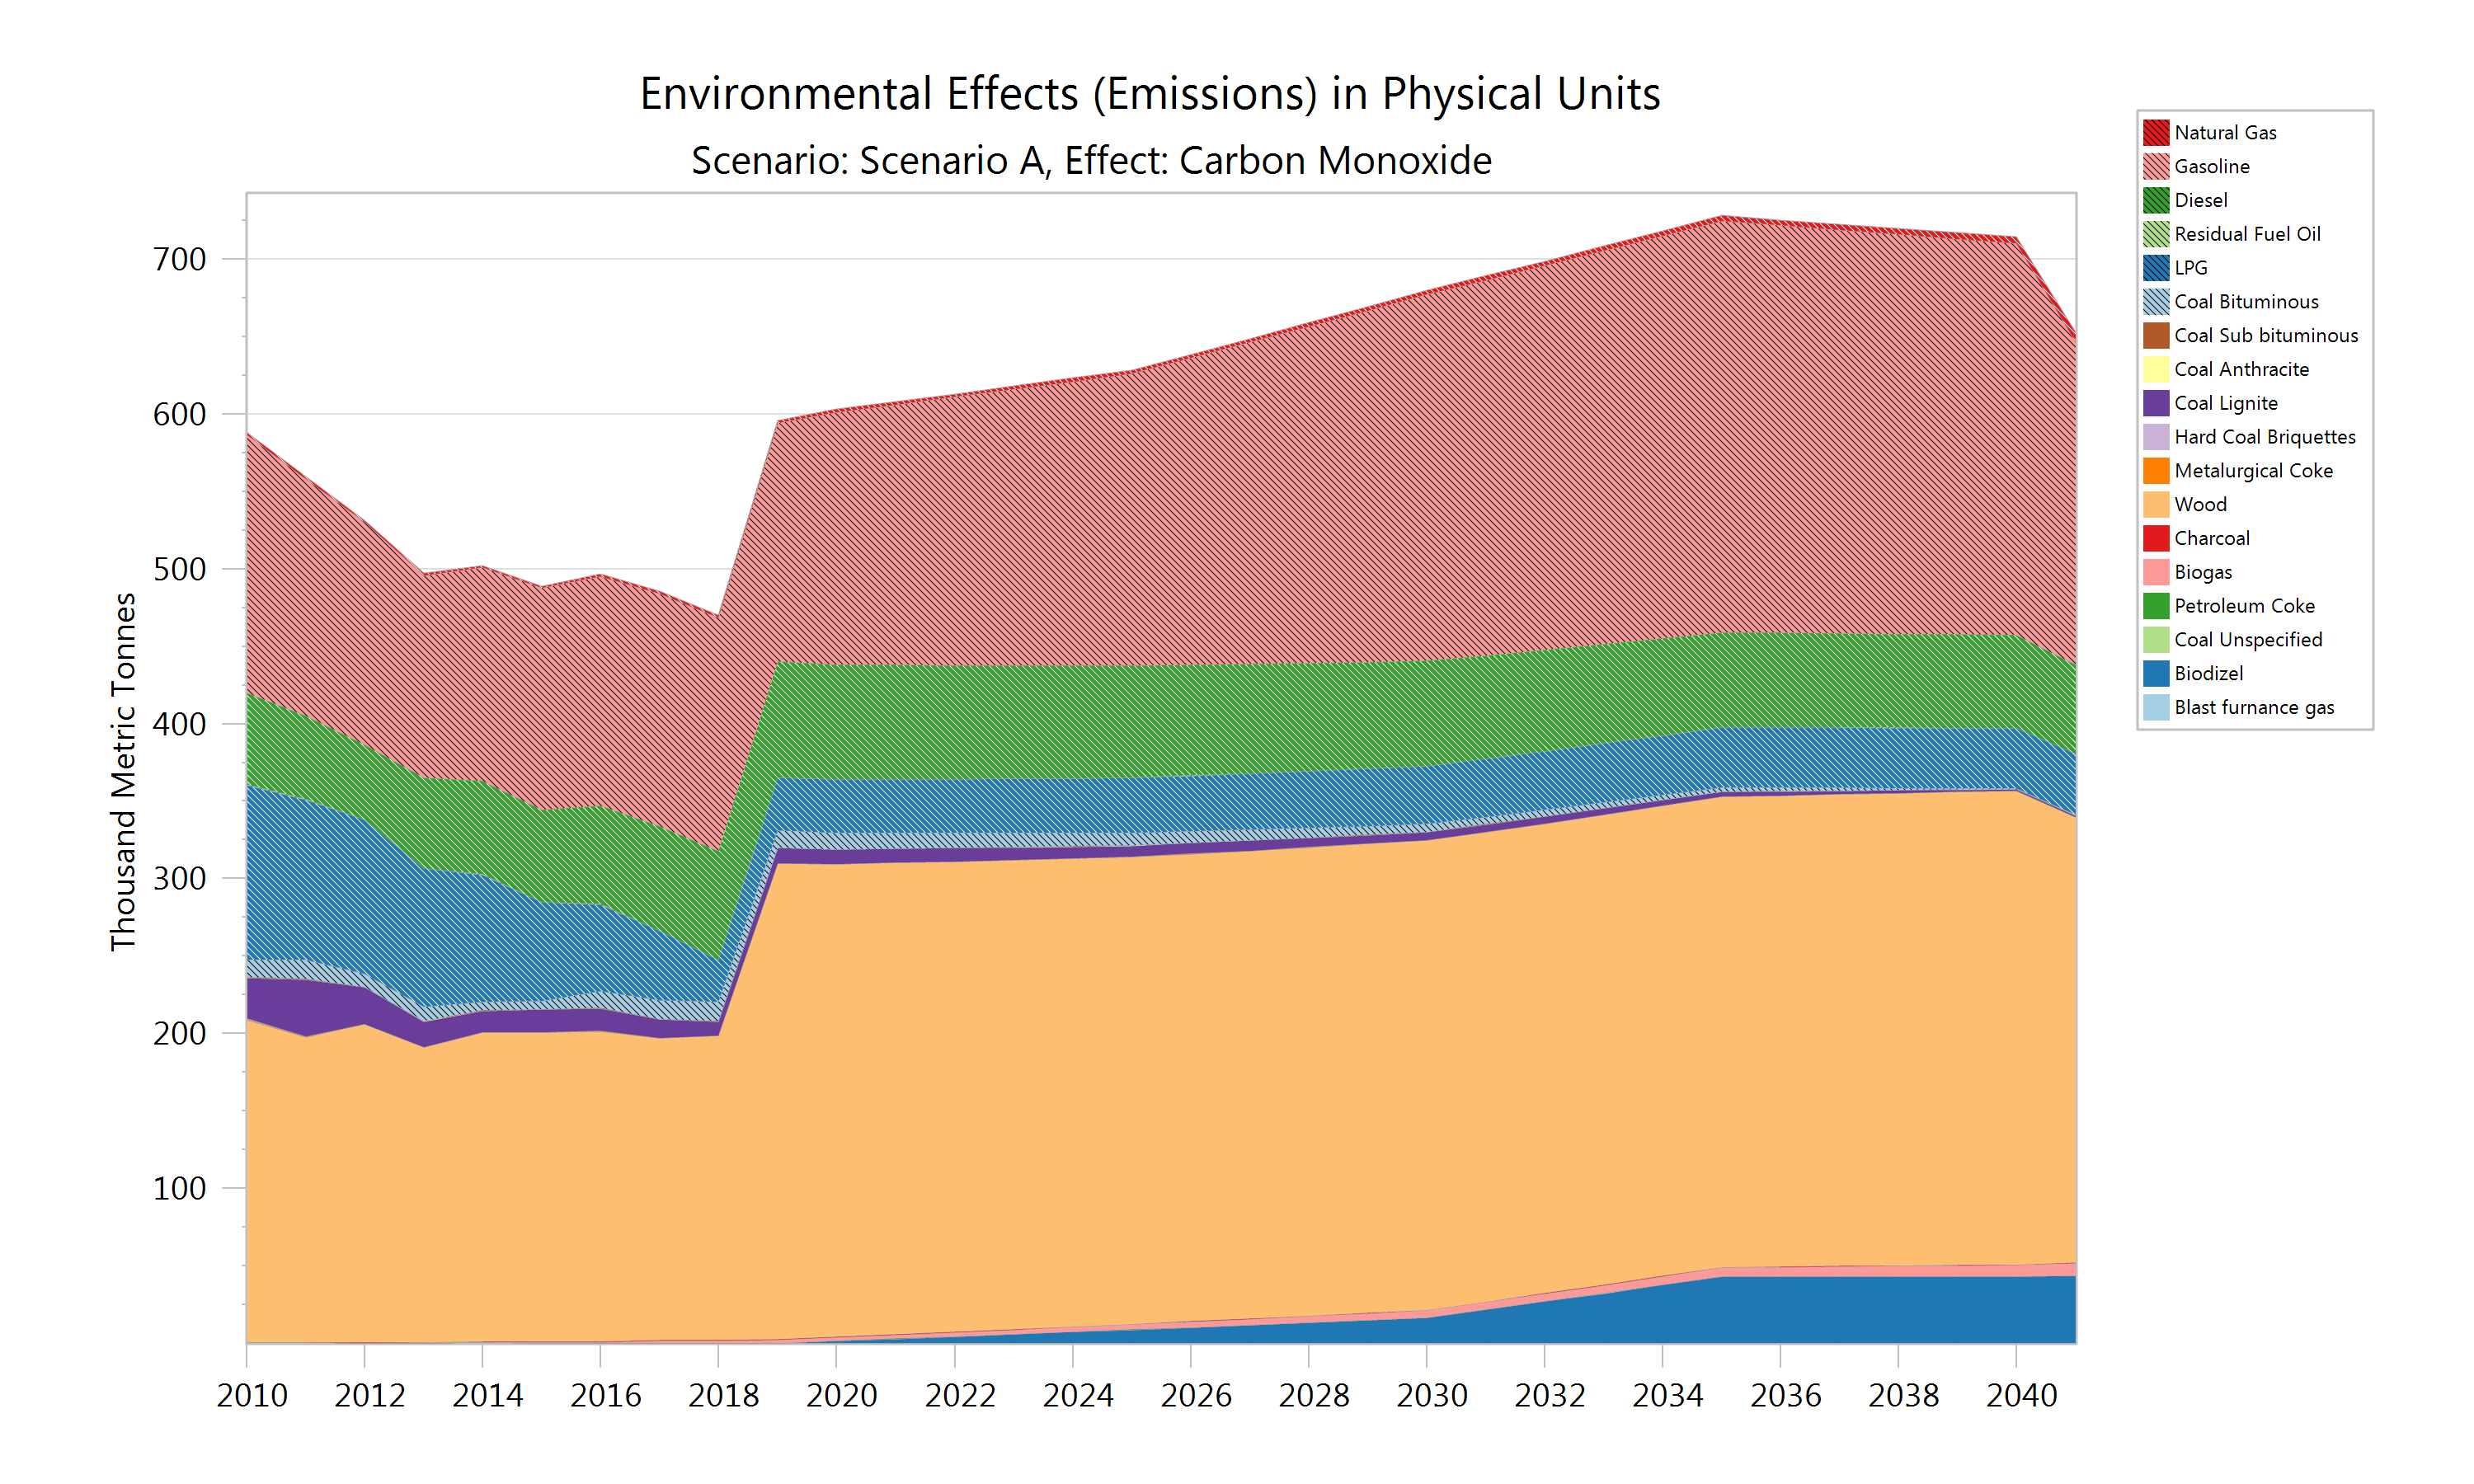 Environmental Effects (Emissions) in Physical Units
Scenario: Scenario A, Effect: Carbon Monoxide
Thousand Metric Tonnes
700
600
500
400
300
200
100
2010 2012 2014 2016 2018 2020 2022 2024 2026 2028 2030 2032 2034 2036 2038 2040
Natural Gas
Gasoline
Diesel
Residual Fuel Oil
LPG
Coal Bituminous
Coal Sub bituminous
Coal Anthracite
Coal Lignite
Hard Coal Briquettes
Metalurgical Coke
Wood
Charcoal
Biogas
Petroleum Coke
Coal Unspecified
Biodizel
Blast furnance gas